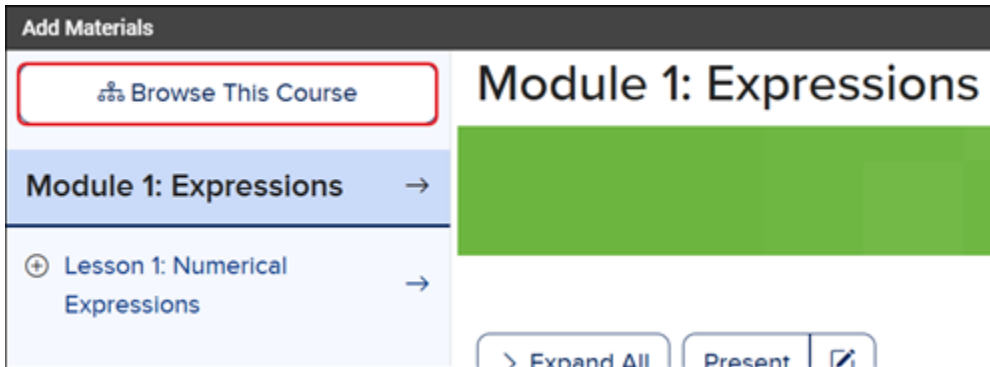 Add Materials
Browse This Course
Module 1: Expressions
Module 1: Expressions
Lesson 1: Numerical
Expressions
Expand All
Present